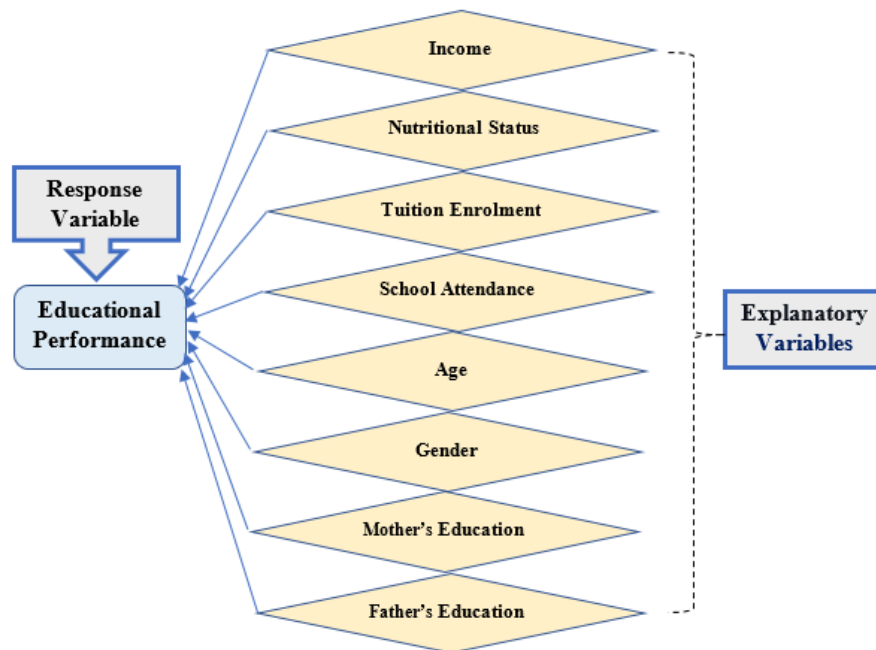 Income
Nutritional Status
Response
Variable
Tuition Enrolment
School Attendance
Educational
Performance
Explanatory
Variables
Age
Gender
Mother's Education
Father's Education